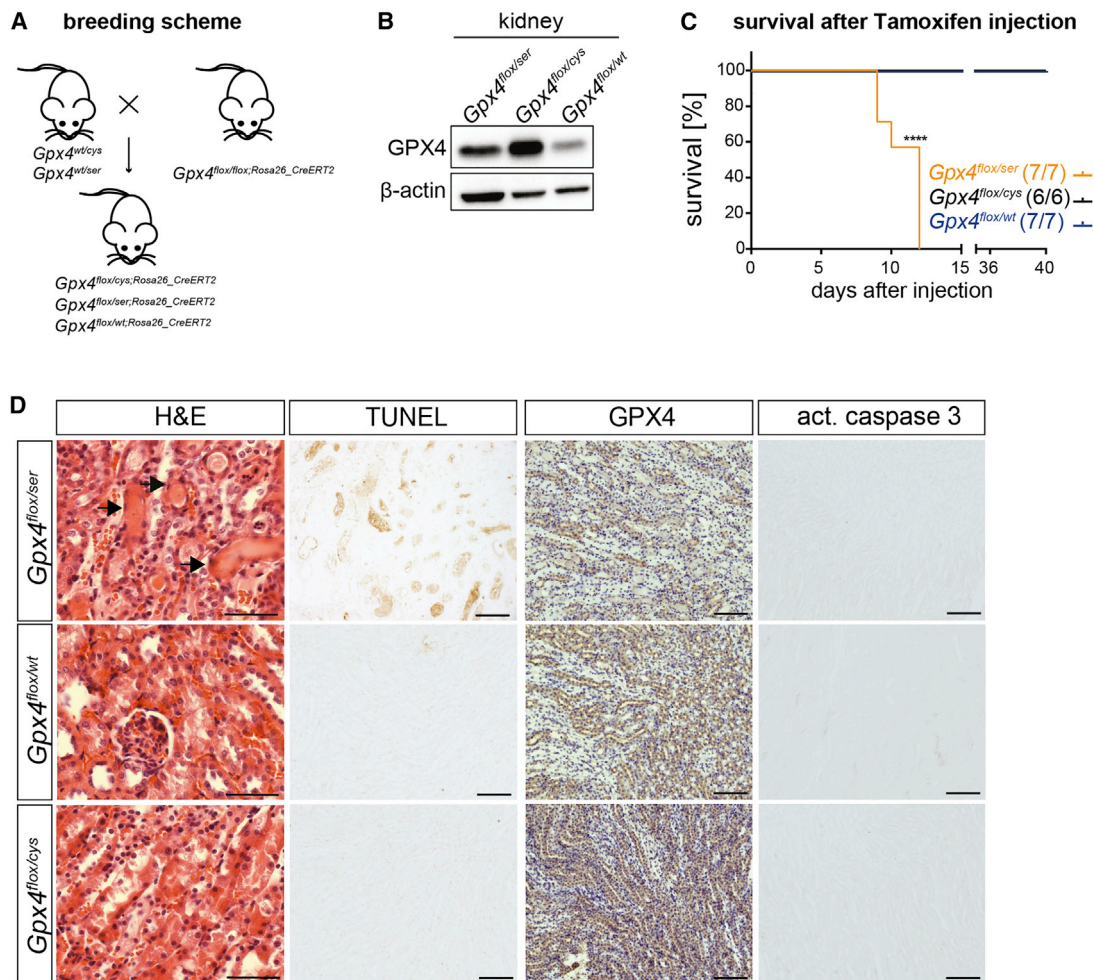 A breeding scheme
Gpx4wt/cys
Gpx4wt/ser
Gpx4flox/flox;Rosa26_CreERT2
Gpx4flox/cys;Rosa26_CreERT2
Gpx4flox/ser;Rosa26_CreERT2
Gpx4flox/wt;Rosa26_CreERT2
B kidney
Gpx4flox/ser Gpx4flox/cys Gpx4flox/wt
GPX4
β-actin
C survival after Tamoxifen injection
survival [%]
100
80
60
40
20
0
****
Gpx4flox/ser (7/7)
Gpx4flox/cys (6/6)
Gpx4flox/wt (7/7)
0 5 10 15 36 40
days after injection
D
H&E TUNEL GPX4 act. caspase 3
Gpx4flox/ser
Gpx4flox/wt
Gpx4flox/cys